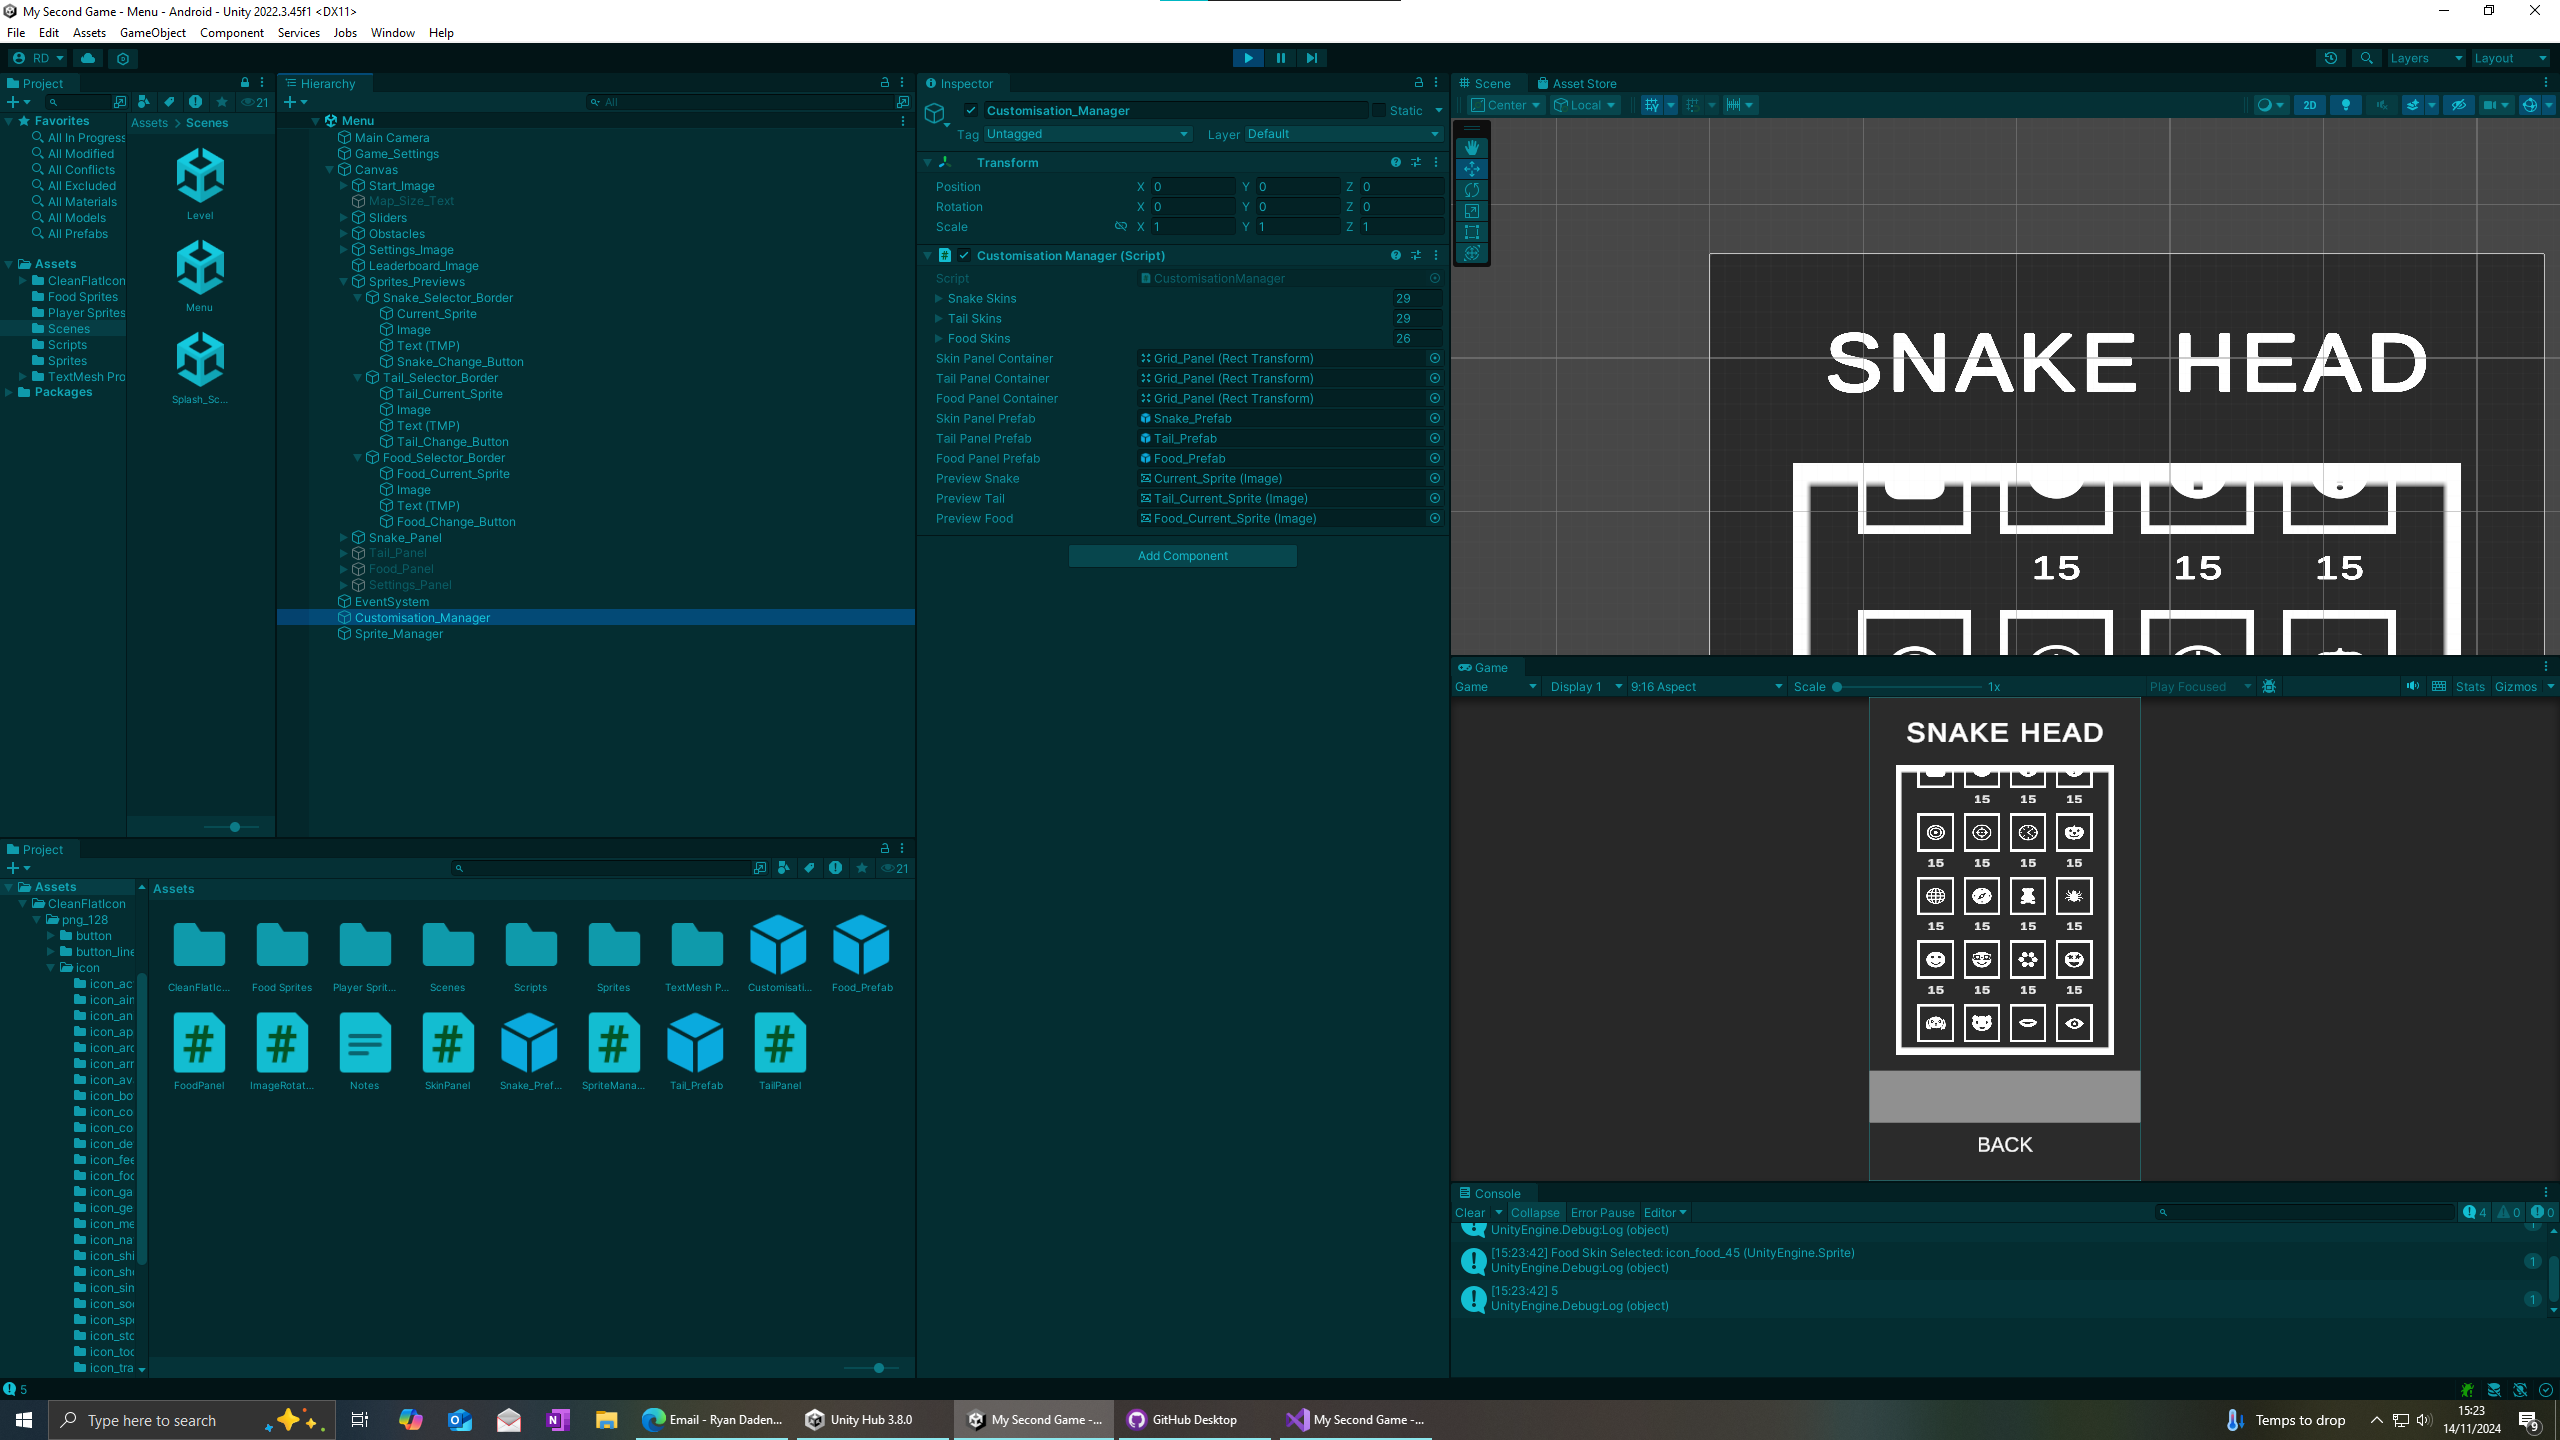 My Second Game - Menu - Android - Unity 2022.3.45f1 <DX11>
File Edit Assets GameObject Component Services Jobs Window Help
RD
Layers
Layout
Project
21
Favorites
All In Progress
All Modified
All Conflicts
All Excluded
All Materials
All Models
All Prefabs
Assets
CleanFlatIcon
Food Sprites
Player Sprites
Scenes
Scripts
Sprites
TextMesh Pro
Packages
Assets > Scenes
Level
Menu
Splash_Sc...
Hierarchy
All
Menu
Main Camera
Game_Settings
Canvas
Start_Image
Map_Size_Text
Sliders
Obstacles
Settings_Image
Leaderboard_Image
Sprites_Previews
Snake_Selector_Border
Current_Sprite
Image
Text (TMP)
Snake_Change_Button
Tail_Selector_Border
Tail_Current_Sprite
Image
Text (TMP)
Tail_Change_Button
Food_Selector_Border
Food_Current_Sprite
Image
Text (TMP)
Food_Change_Button
Snake_Panel
Tail_Panel
Food_Panel
Settings_Panel
EventSystem
Customisation_Manager
Sprite_Manager
Inspector
Customisation_Manager
Static
Tag Untagged Layer Default
Transform
Position X 0 Y 0 Z 0
Rotation X 0 Y 0 Z 0
Scale X 1 Y 1 Z 1
Customisation Manager (Script)
Script CustomisationManager
Snake Skins 29
Tail Skins 29
Food Skins 26
Skin Panel Container Grid_Panel (Rect Transform)
Tail Panel Container Grid_Panel (Rect Transform)
Food Panel Container Grid_Panel (Rect Transform)
Skin Panel Prefab Snake_Prefab
Tail Panel Prefab Tail_Prefab
Food Panel Prefab Food_Prefab
Preview Snake Current_Sprite (Image)
Preview Tail Tail_Current_Sprite (Image)
Preview Food Food_Current_Sprite (Image)
Add Component
Scene Asset Store
Center Local 2D
SNAKE HEAD
15 15 15
Game
Game Display 1 9:16 Aspect Scale 1x Play Focused Stats Gizmos
SNAKE HEAD
15 15 15
15 15 15 15
15 15 15 15
15 15 15 15
BACK
Console
Clear Collapse Error Pause Editor 4 0 0
UnityEngine.Debug:Log (object)
[15:23:42] Food Skin Selected: icon_food_45 (UnityEngine.Sprite)
UnityEngine.Debug:Log (object)
1
[15:23:42] 5
UnityEngine.Debug:Log (object)
1
Project
21
Assets
CleanFlatIcon
png_128
button
button_line
icon
icon_ac
icon_ain
icon_an
icon_ap
icon_arc
icon_arr
icon_av
icon_bo
icon_co
icon_co
icon_de
icon_fee
icon_foo
icon_ga
icon_ge
icon_me
icon_na
icon_shi
icon_sho
icon_sin
icon_soc
icon_spo
icon_sto
icon_too
icon_tra
Assets
CleanFlatIc... Food Sprites Player Sprit... Scenes Scripts Sprites TextMesh P... Customisati... Food_Prefab
FoodPanel ImageRotat... Notes SkinPanel Snake_Pref... SpriteMana... Tail_Prefab TailPanel
5
Type here to search
Email - Ryan Daden...
Unity Hub 3.8.0
My Second Game -...
GitHub Desktop
My Second Game -...
Temps to drop
15:23
14/11/2024
9